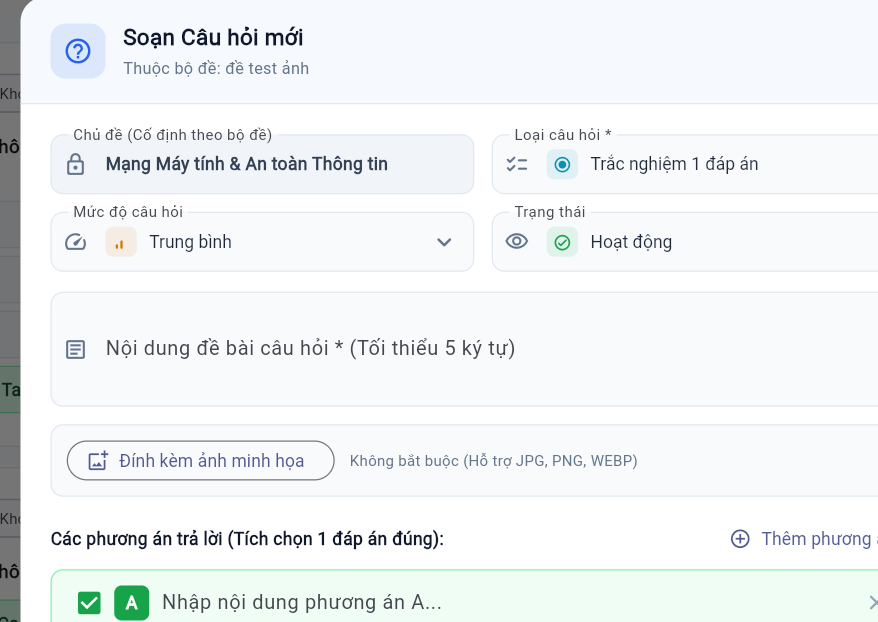 Soạn Câu hỏi mới
Thuộc bộ đề: đề test ảnh
Chủ đề (Cố định theo bộ đề)
Mạng Máy tính & An toàn Thông tin
Loại câu hỏi *
Trắc nghiệm 1 đáp án
Mức độ câu hỏi
Trung bình
Trạng thái
Hoạt động
Nội dung đề bài câu hỏi * (Tối thiểu 5 ký tự)
Đính kèm ảnh minh họa
Không bắt buộc (Hỗ trợ JPG, PNG, WEBP)
Các phương án trả lời (Tích chọn 1 đáp án đúng):
Thêm phương
A
Nhập nội dung phương án A...